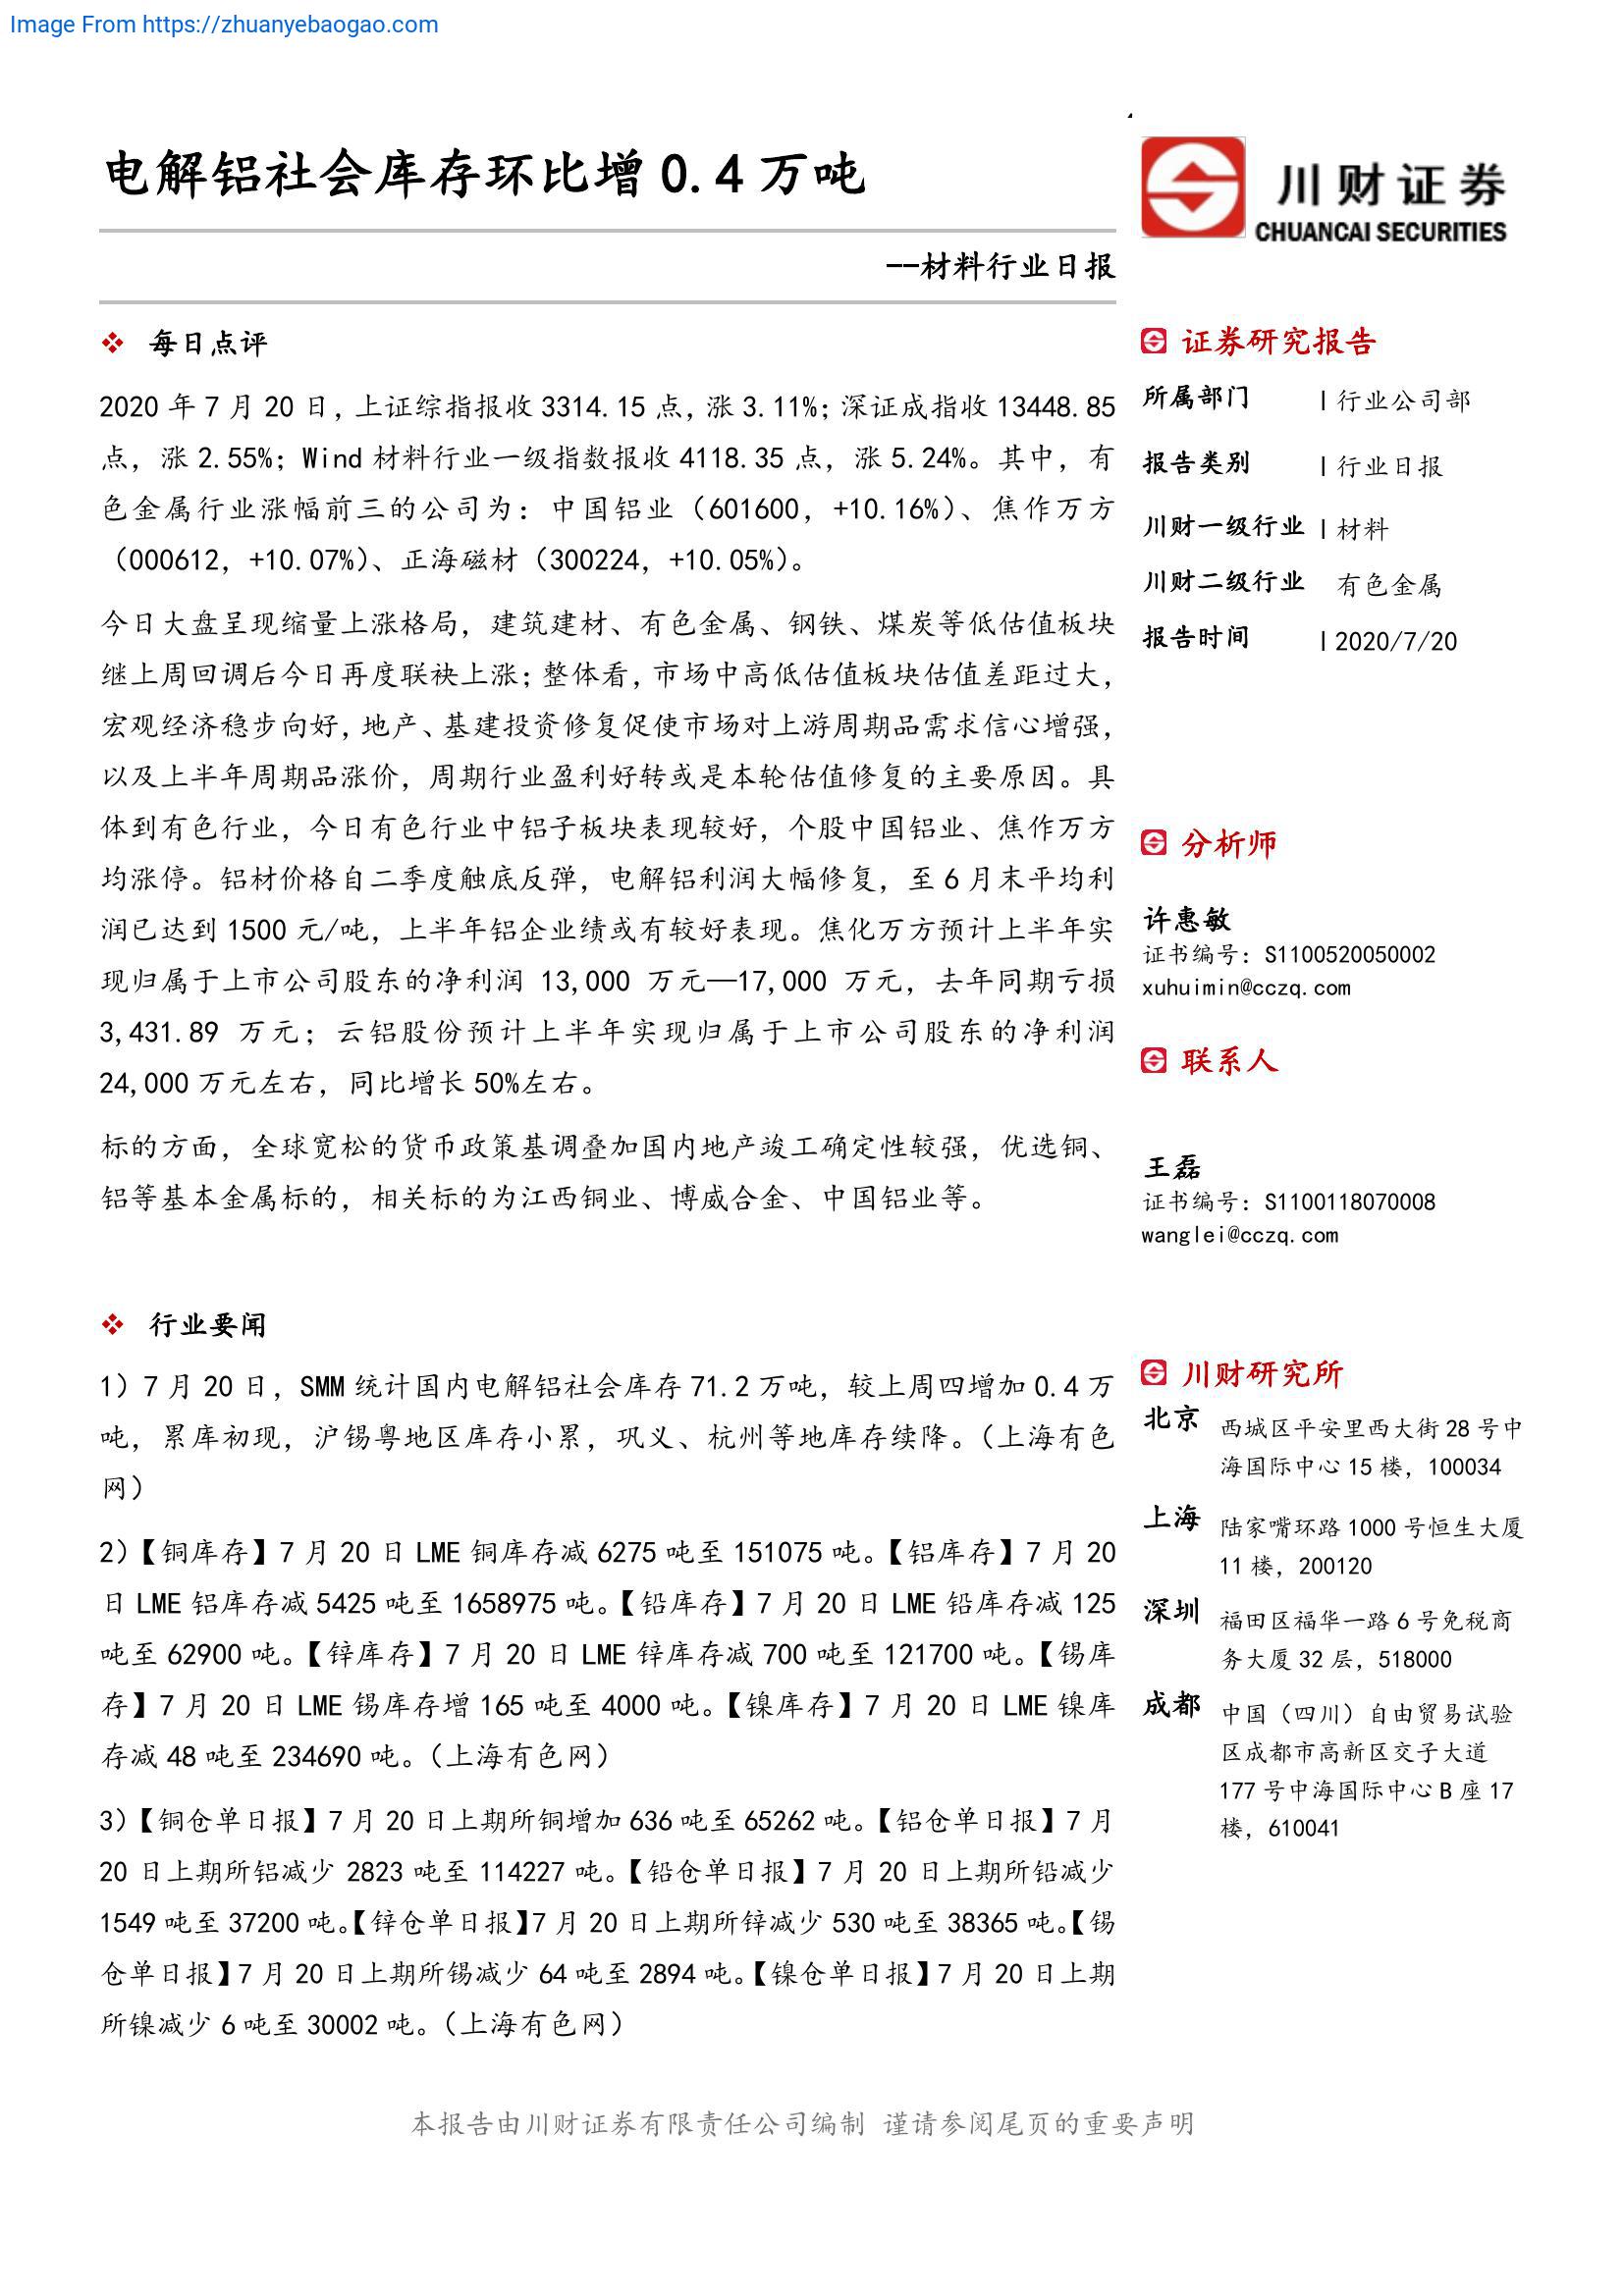 Image From https://zhuanyebaogao.com
电解铝社会库存环比增 0.4 万吨
--材料行业日报
❖ 每日点评
2020 年 7 月 20 日，上证综指报收 3314.15 点，涨 3.11%；深证成指收 13448.85
点，涨 2.55%；Wind 材料行业一级指数报收 4118.35 点，涨 5.24%。其中，有
色金属行业涨幅前三的公司为：中国铝业（601600，+10.16%）、焦作万方
（000612，+10.07%）、正海磁材（300224，+10.05%）。
今日大盘呈现缩量上涨格局，建筑建材、有色金属、钢铁、煤炭等低估值板块
继上周回调后今日再度联袂上涨；整体看，市场中高低估值板块估值差距过大，
宏观经济稳步向好，地产、基建投资修复促使市场对上游周期品需求信心增强，
以及上半年周期品涨价，周期行业盈利好转或是本轮估值修复的主要原因。具
体到有色行业，今日有色行业中铝子板块表现较好，个股中国铝业、焦作万方
均涨停。铝材价格自二季度触底反弹，电解铝利润大幅修复，至 6 月末平均利
润已达到 1500 元/吨，上半年铝企业绩或有较好表现。焦化万方预计上半年实
现归属于上市公司股东的净利润 13,000 万元—17,000 万元，去年同期亏损
3,431.89 万元；云铝股份预计上半年实现归属于上市公司股东的净利润
24,000 万元左右，同比增长 50%左右。
标的方面，全球宽松的货币政策基调叠加国内地产竣工确定性较强，优选铜、
铝等基本金属标的，相关标的为江西铜业、博威合金、中国铝业等。
❖ 行业要闻
1）7 月 20 日，SMM 统计国内电解铝社会库存 71.2 万吨，较上周四增加 0.4 万
吨，累库初现，沪锡粤地区库存小累，巩义、杭州等地库存续降。（上海有色
网）
2）【铜库存】7 月 20 日 LME 铜库存减 6275 吨至 151075 吨。【铝库存】7 月 20
日 LME 铝库存减 5425 吨至 1658975 吨。【铅库存】7 月 20 日 LME 铅库存减 125
吨至 62900 吨。【锌库存】7 月 20 日 LME 锌库存减 700 吨至 121700 吨。【锡库
存】7 月 20 日 LME 锡库存增 165 吨至 4000 吨。【镍库存】7 月 20 日 LME 镍库
存减 48 吨至 234690 吨。（上海有色网）
3）【铜仓单日报】7 月 20 日上期所铜增加 636 吨至 65262 吨。【铝仓单日报】7 月
20 日上期所铝减少 2823 吨至 114227 吨。【铅仓单日报】7 月 20 日上期所铅减少
1549 吨至 37200 吨。【锌仓单日报】7 月 20 日上期所锌减少 530 吨至 38365 吨。【锡
仓单日报】7 月 20 日上期所锡减少 64 吨至 2894 吨。【镍仓单日报】7 月 20 日上期
所镍减少 6 吨至 30002 吨。（上海有色网）
川财证券
CHUANCAI SECURITIES
证券研究报告
所属部门 | 行业公司部
报告类别 | 行业日报
川财一级行业 | 材料
川财二级行业 有色金属
报告时间 | 2020/7/20
分析师
许惠敏
证书编号：S1100520050002
xuhuimin@cczq.com
联系人
王磊
证书编号：S1100118070008
wanglei@cczq.com
川财研究所
北京 西城区平安里西大街 28 号中
海国际中心 15 楼，100034
上海 陆家嘴环路 1000 号恒生大厦
11 楼，200120
深圳 福田区福华一路 6 号免税商
务大厦 32 层，518000
成都 中国（四川）自由贸易试验
区成都市高新区交子大道
177 号中海国际中心 B 座 17
楼，610041
本报告由川财证券有限责任公司编制 谨请参阅尾页的重要声明